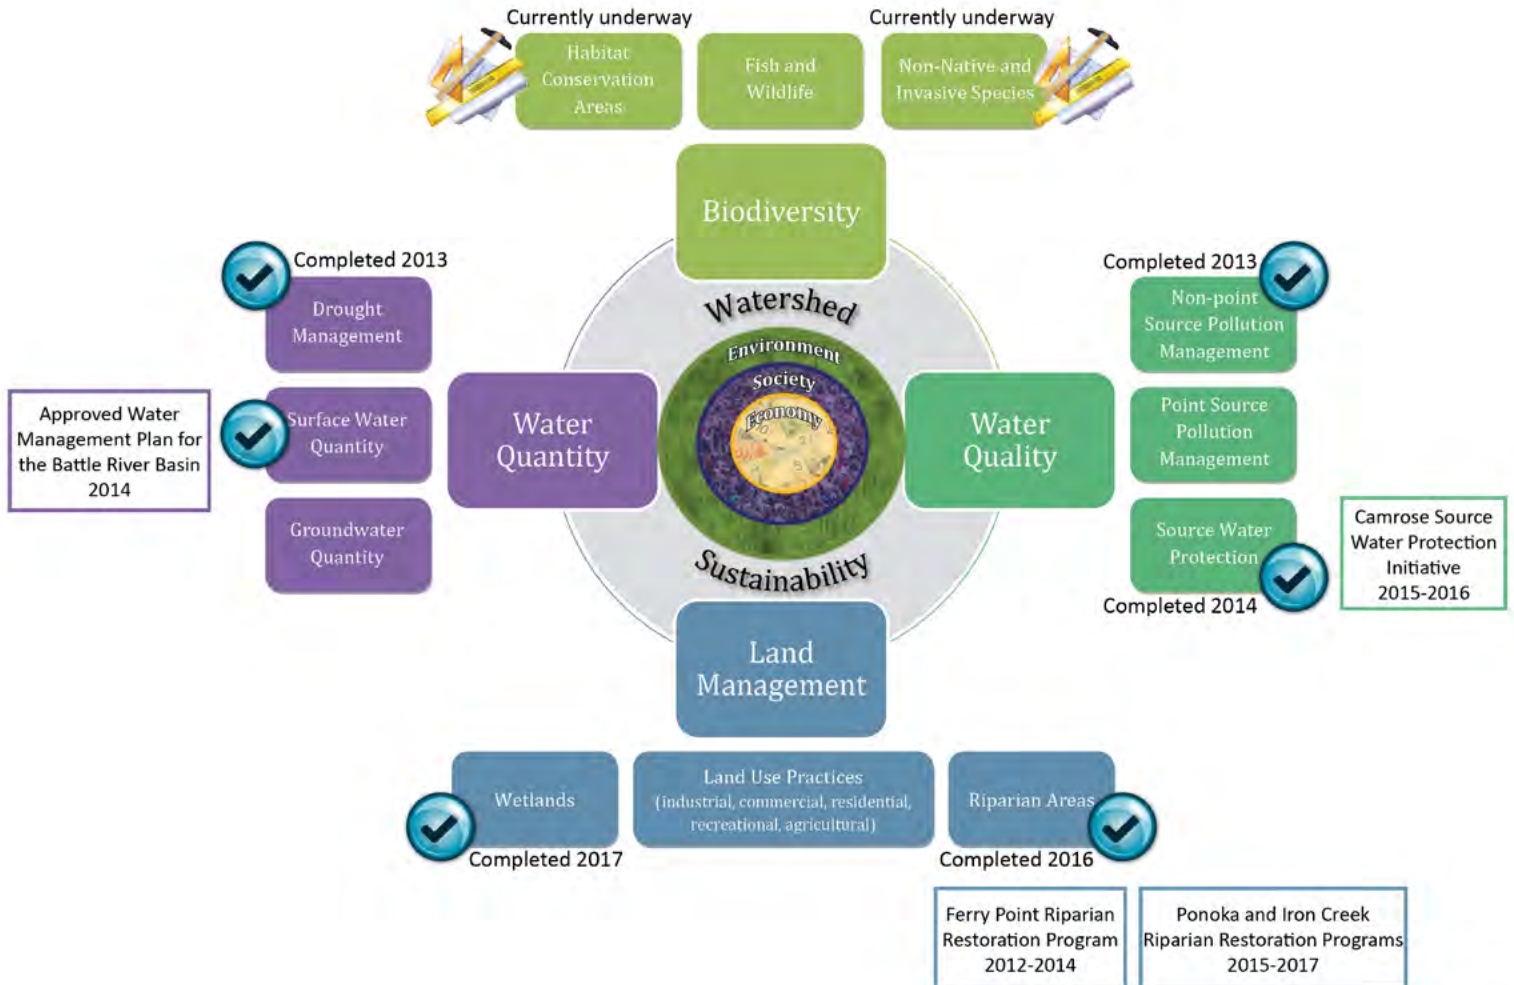 Currently underway
Currently underway
Habitat
Conservation
Areas
Fish and
Wildlife
Non-Native and
Invasive Species
Biodiversity
Completed 2013
Drought
Management
Surface Water
Quantity
Groundwater
Quantity
Approved Water
Management Plan for
the Battle River Basin
2014
Water
Quantity
Watershed
Environment
Society
Economy
Sustainability
Water
Quality
Completed 2013
Non-point
Source Pollution
Management
Point Source
Pollution
Management
Source Water
Protection
Completed 2014
Camrose Source
Water Protection
Initiative
2015-2016
Land
Management
Wetlands
Completed 2017
Land Use Practices
(industrial, commercial, residential,
recreational, agricultural)
Riparian Areas
Completed 2016
Ferry Point Riparian
Restoration Program
2012-2014
Ponoka and Iron Creek
Riparian Restoration Programs
2015-2017